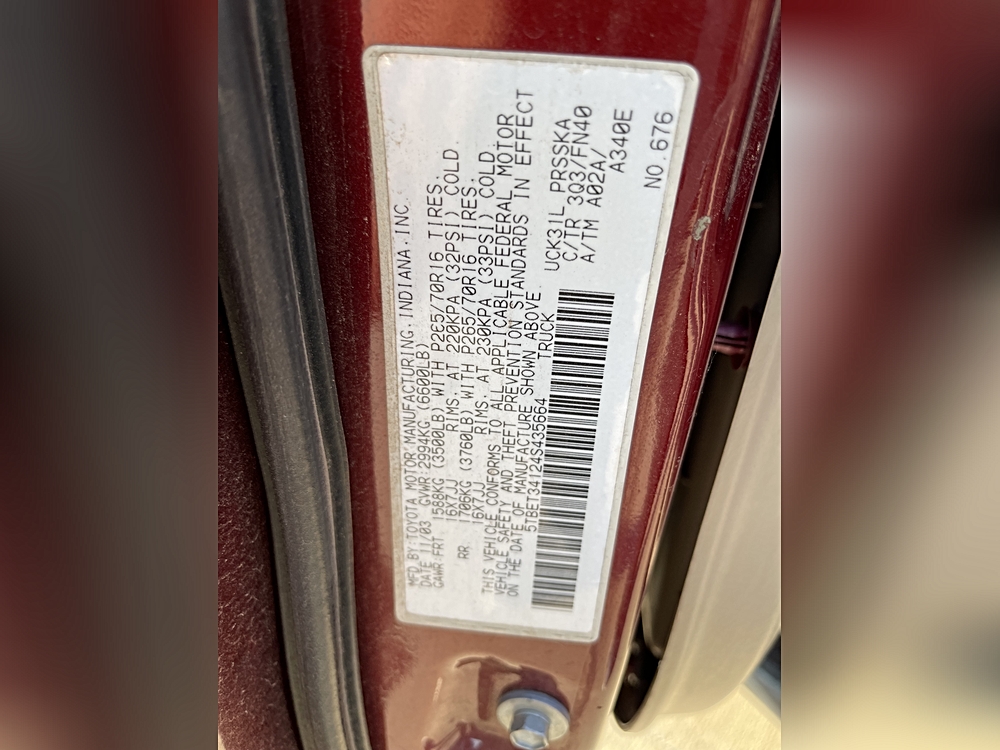 MFD.BY:TOYOTA MOTOR MANUFACTURING,INDIANA,INC.
DATE 11/03 GVWR:2994KG (6600LB)
GAWR FRT 1588KG (3500LB) WITH P265/70R16 TIRES.
16X7JJ RIMS, AT 220KPA (32PSI) COLD.
RR 1706KG (3760LB) WITH P265/70R16 TIRES.
16X7JJ RIMS, AT 230KPA (33PSI) COLD.
THIS VEHICLE CONFORMS TO ALL APPLICABLE FEDERAL MOTOR
VEHICLE SAFETY AND THEFT PREVENTION STANDARDS IN EFFECT
ON THE DATE OF MANUFACTURE SHOWN ABOVE.
5TBET34124S435664 TRUCK
UCK31L PRSSKA
C/TR 3Q3/FN40
A/TM A02A/
A340E
NO.676